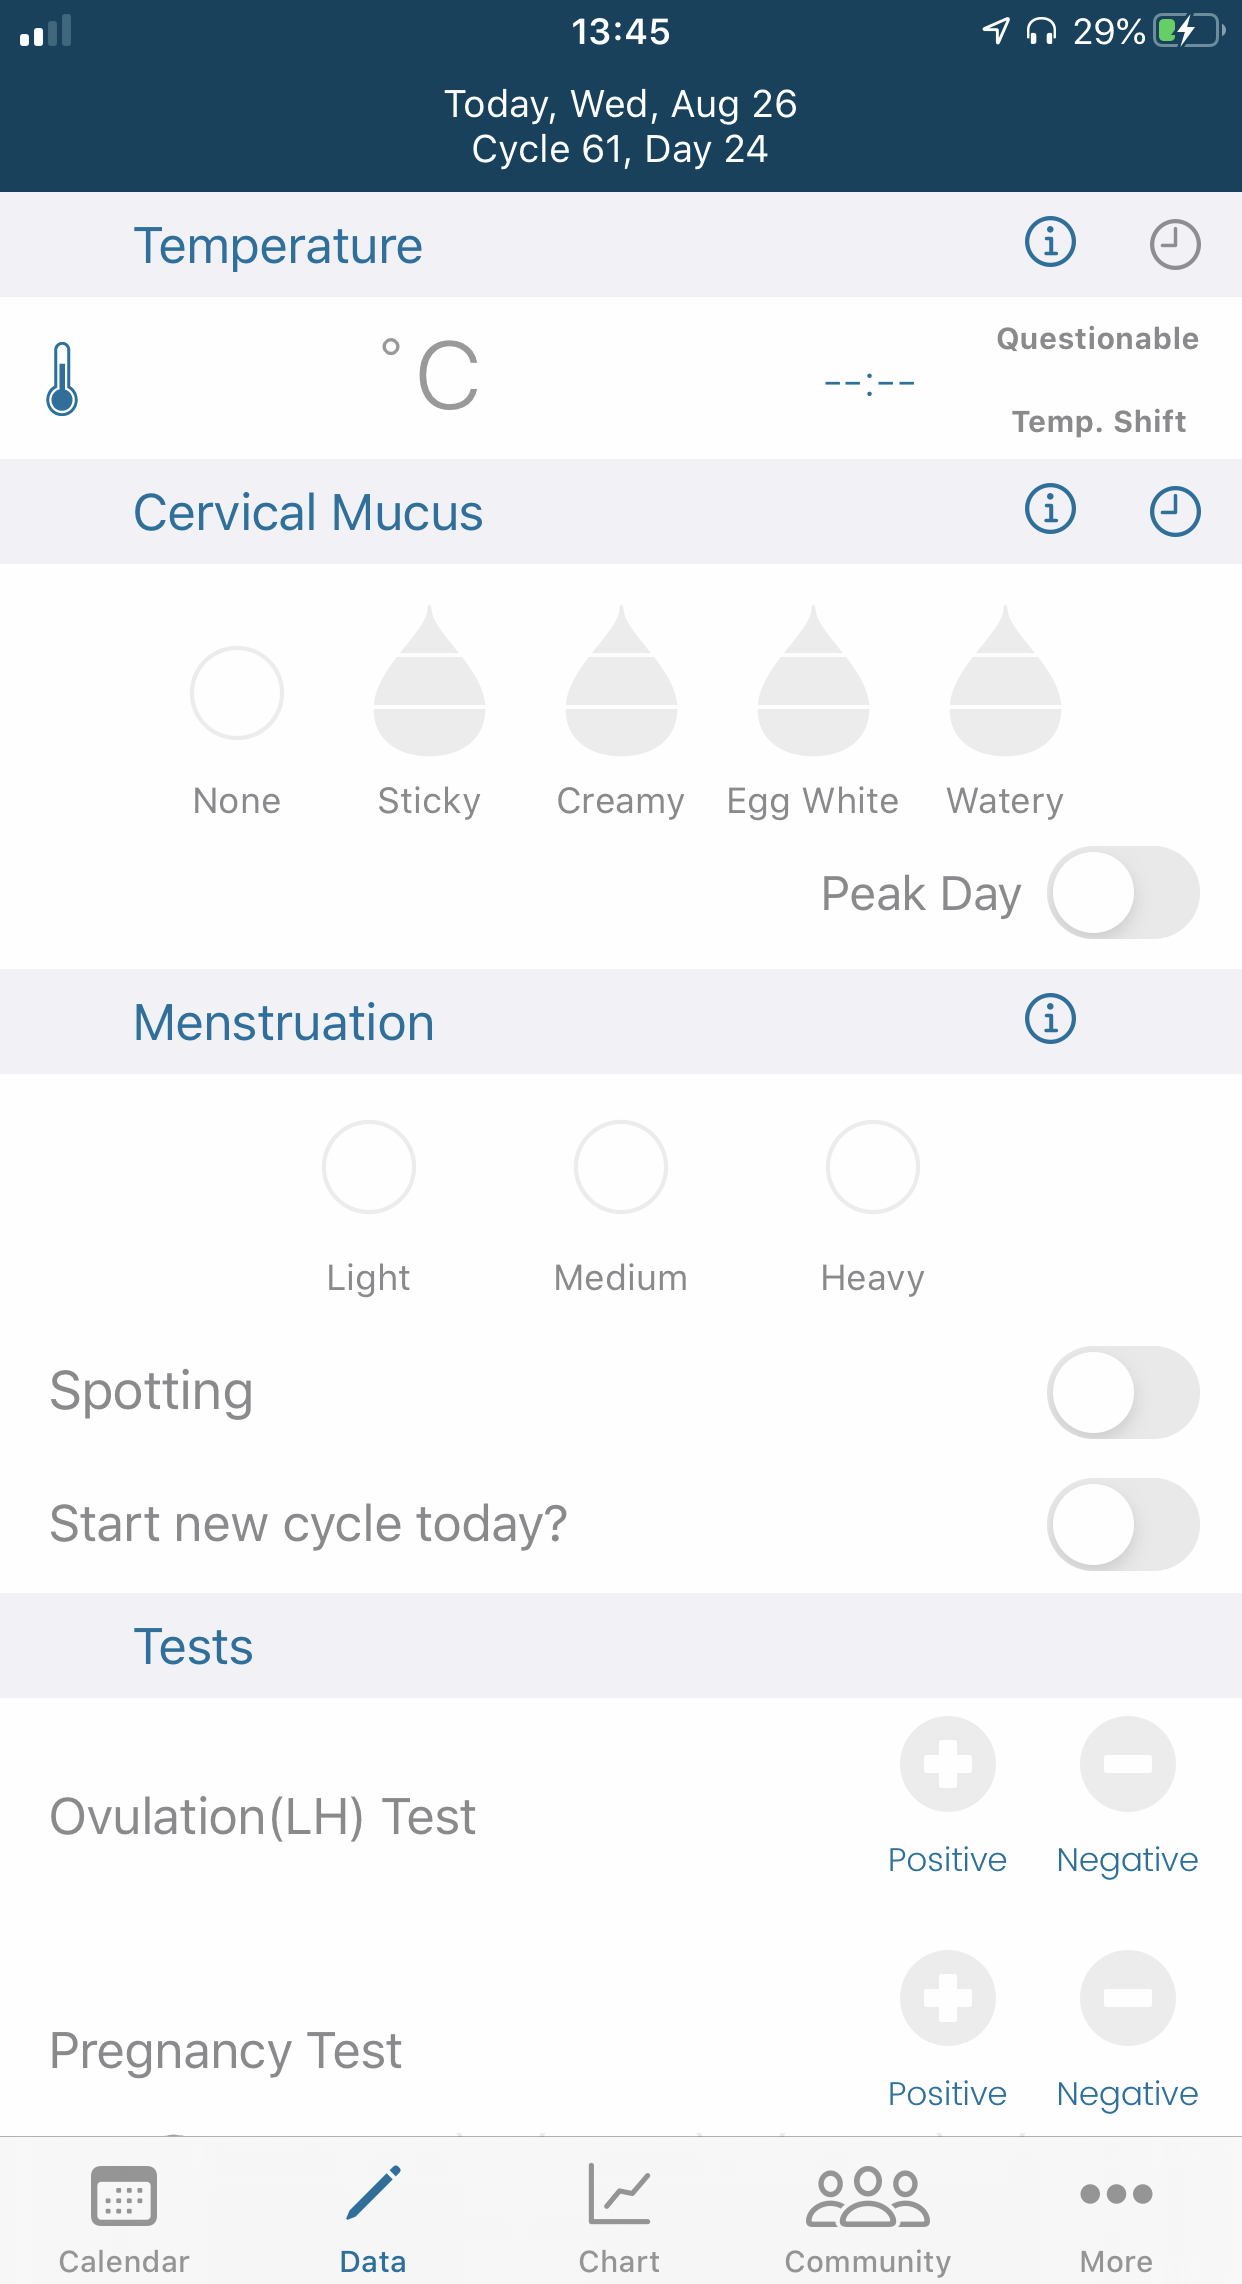 13:45
29%
Today, Wed, Aug 26
Cycle 61, Day 24
Temperature
°C
--:--
Questionable
Temp. Shift
Cervical Mucus
None Sticky Creamy Egg White Watery
Peak Day
Menstruation
Light Medium Heavy
Spotting
Start new cycle today?
Tests
Ovulation(LH) Test
Positive Negative
Pregnancy Test
Positive Negative
Calendar Data Chart Community More